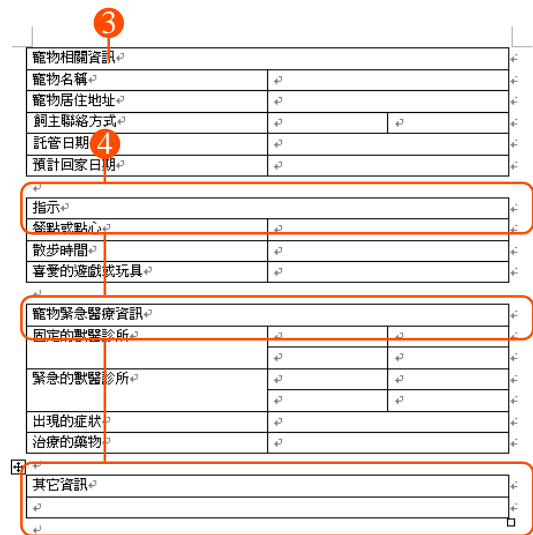 3
寵物相關資訊
寵物名稱
寵物居住地址
飼主聯絡方式
託管日期
4
預計回家日期
指示
餐點或點心
散步時間
喜愛的遊戲或玩具
寵物緊急醫療資訊
固定的獸醫診所
緊急的獸醫診所
出現的症狀
治療的藥物
其它資訊